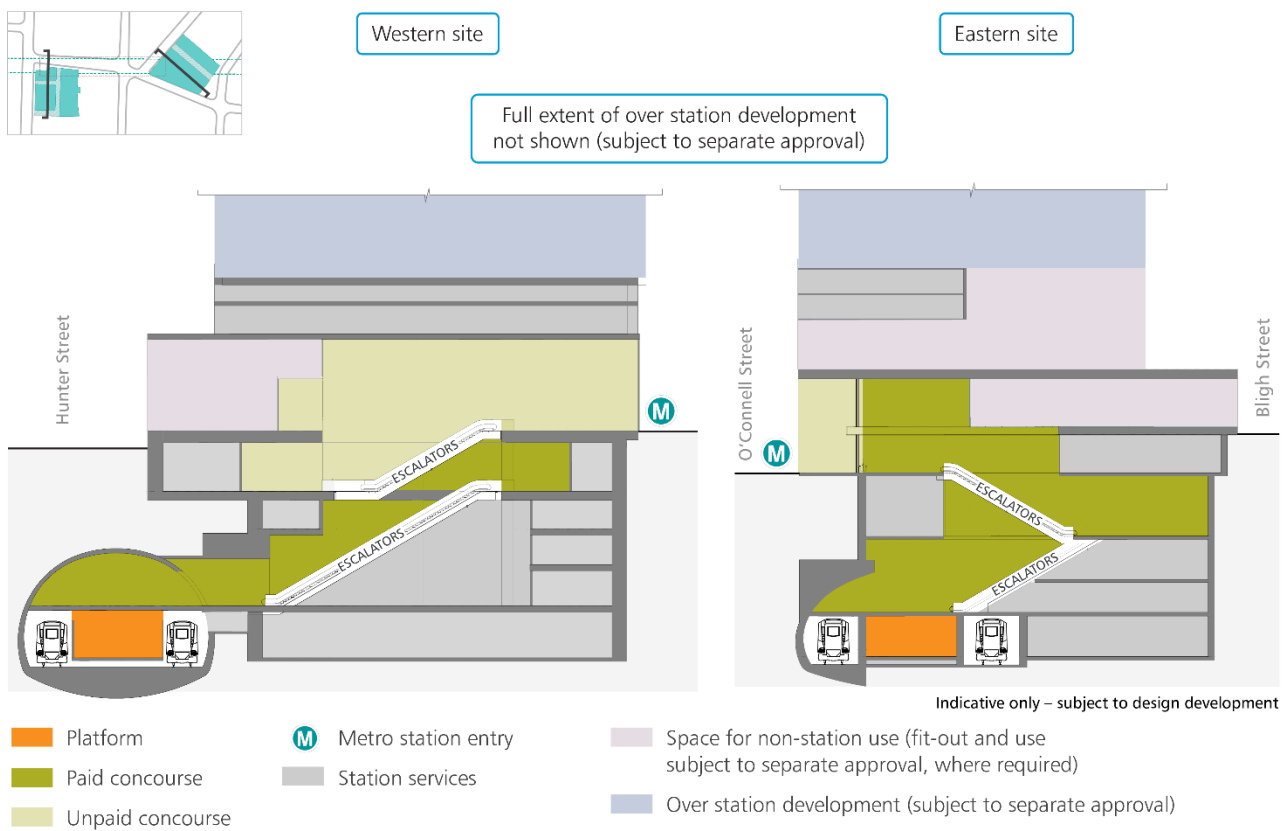 Western site
Eastern site
Full extent of over station development
not shown (subject to separate approval)
Hunter Street
M
ESCALATORS
ESCALATORS
O'Connell Street
M
Bligh Street
ESCALATORS
ESCALATORS
Indicative only – subject to design development
Platform
Paid concourse
Unpaid concourse
M Metro station entry
Station services
Space for non-station use (fit-out and use
subject to separate approval, where required)
Over station development (subject to separate approval)